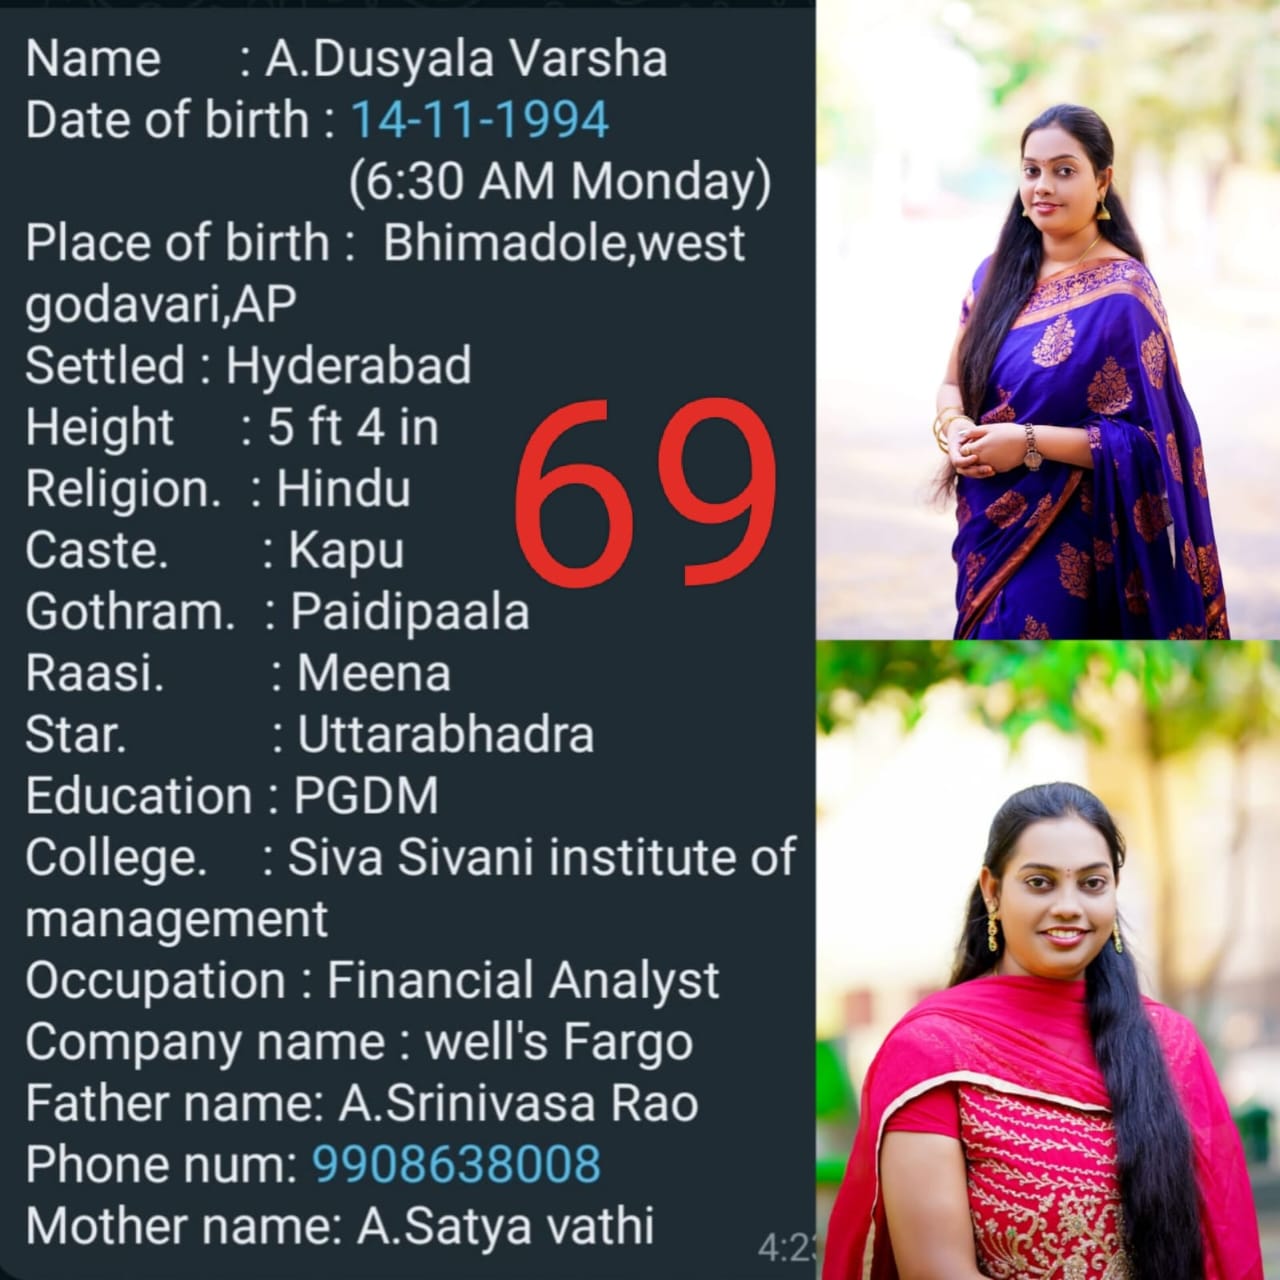 Name : A.Dusyala Varsha
Date of birth : 14-11-1994
(6:30 AM Monday)
Place of birth : Bhimadole,west
godavari,AP
Settled : Hyderabad
Height : 5 ft 4 in
Religion. : Hindu
Caste. : Kapu
69
Gothram. : Paidipaala
Raasi. : Meena
Star. : Uttarabhadra
Education : PGDM
College. : Siva Sivani institute of
management
Occupation : Financial Analyst
Company name : well's Fargo
Father name: A.Srinivasa Rao
Phone num: 9908638008
Mother name: A.Satya vathi